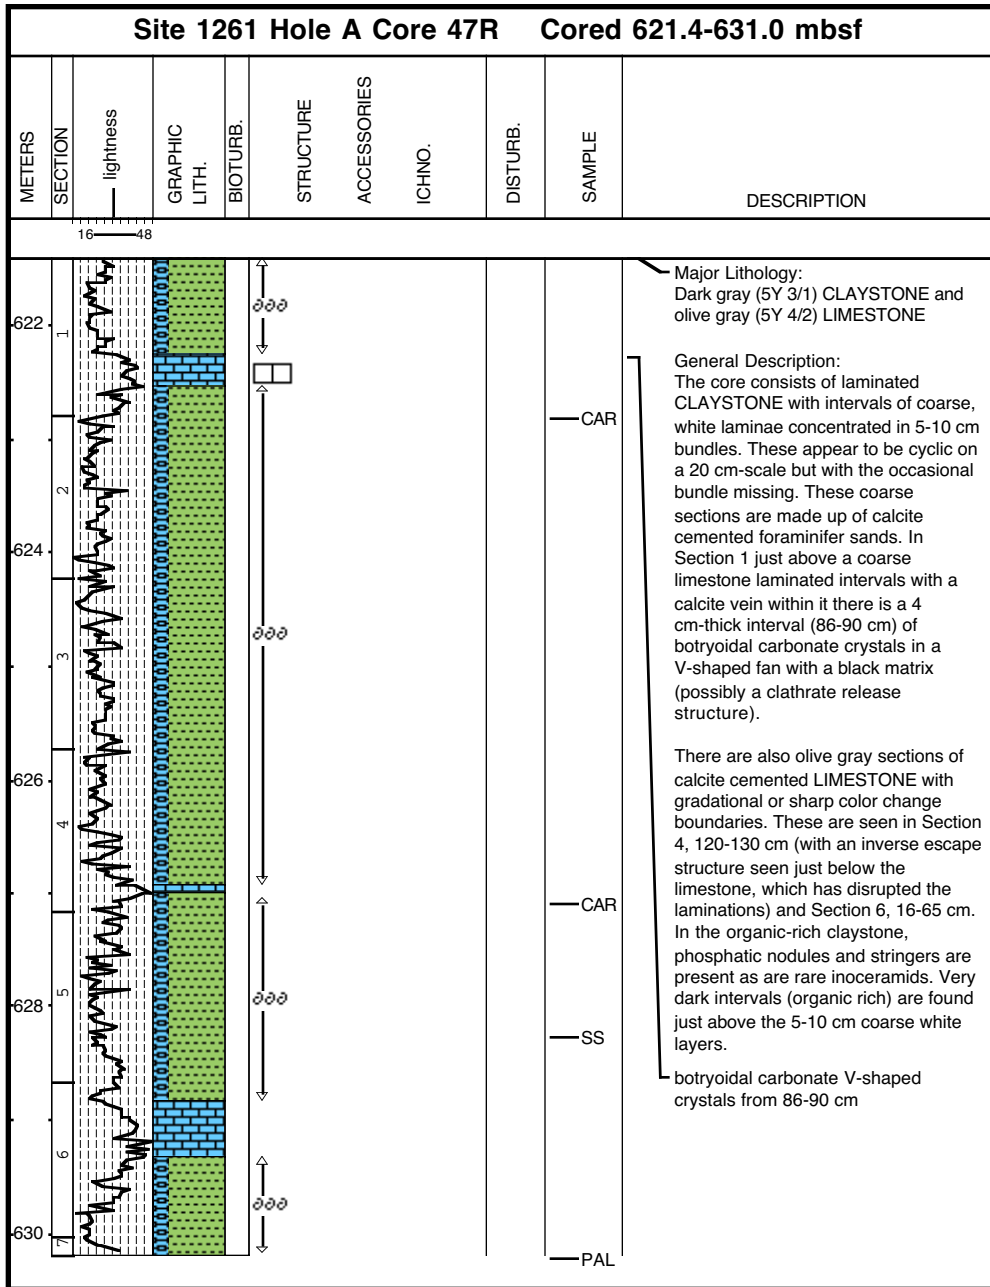 Site 1261 Hole A Core 47R Cored 621.4-631.0 mbsf
METERS
SECTION
lightness
GRAPHIC
LITH.
BIOTURB.
STRUCTURE
ACCESSORIES
ICHNO.
DISTURB.
SAMPLE
DESCRIPTION
16 48
622
624
626
628
630
1
2
3
4
5
6
7
CAR
CAR
SS
PAL
Major Lithology:
Dark gray (5Y 3/1) CLAYSTONE and
olive gray (5Y 4/2) LIMESTONE
General Description:
The core consists of laminated
CLAYSTONE with intervals of coarse,
white laminae concentrated in 5-10 cm
bundles. These appear to be cyclic on
a 20 cm-scale but with the occasional
bundle missing. These coarse
sections are made up of calcite
cemented foraminifer sands. In
Section 1 just above a coarse
limestone laminated intervals with a
calcite vein within it there is a 4
cm-thick interval (86-90 cm) of
botryoidal carbonate crystals in a
V-shaped fan with a black matrix
(possibly a clathrate release
structure).
There are also olive gray sections of
calcite cemented LIMESTONE with
gradational or sharp color change
boundaries. These are seen in Section
4, 120-130 cm (with an inverse escape
structure seen just below the
limestone, which has disrupted the
laminations) and Section 6, 16-65 cm.
In the organic-rich claystone,
phosphatic nodules and stringers are
present as are rare inoceramids. Very
dark intervals (organic rich) are found
just above the 5-10 cm coarse white
layers.
botryoidal carbonate V-shaped
crystals from 86-90 cm